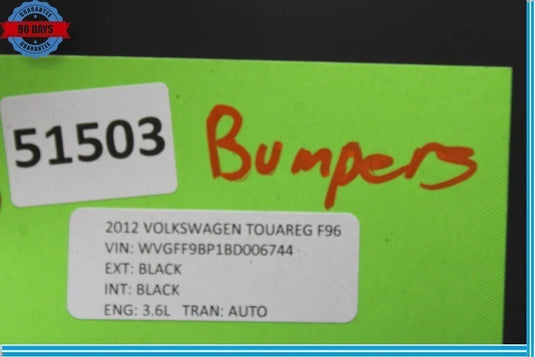 GUARANTEE
90 DAYS
GUARANTEE
51503
Bumpers
2012 VOLKSWAGEN TOUAREG F96
VIN: WVGFF9BP1BD006744
EXT: BLACK
INT: BLACK
ENG: 3.6L TRAN: AUTO